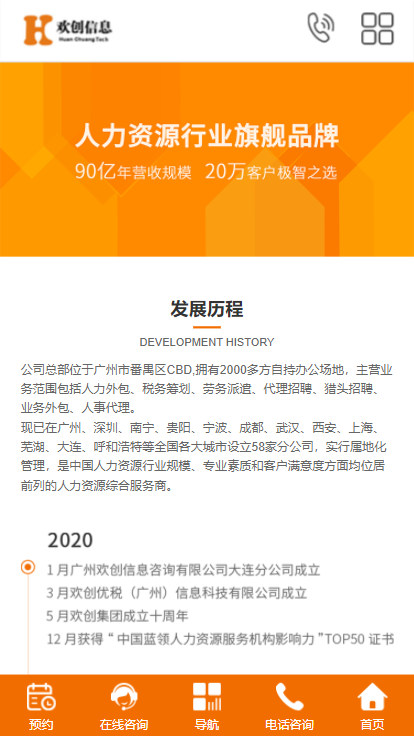 欢创信息
Huan Chuang Tech
人力资源行业旗舰品牌
90亿年营收规模 20万客户极智之选
发展历程
DEVELOPMENT HISTORY
公司总部位于广州市番禺区CBD,拥有2000多方自持办公场地，主营业
务范围包括人力外包、税务筹划、劳务派遣、代理招聘、猎头招聘、
业务外包、人事代理。
现已在广州、深圳、南宁、贵阳、宁波、成都、武汉、西安、上海、
芜湖、大连、呼和浩特等全国各大城市设立58家分公司，实行属地化
管理，是中国人力资源行业规模、专业素质和客户满意度方面均位居
前列的人力资源综合服务商。
2020
1 月广州欢创信息咨询有限公司大连分公司成立
3 月欢创优税（广州）信息科技有限公司成立
5 月欢创集团成立十周年
12 月获得“中国蓝领人力资源服务机构影响力”TOP50 证书
预约
在线咨询
导航
电话咨询
首页